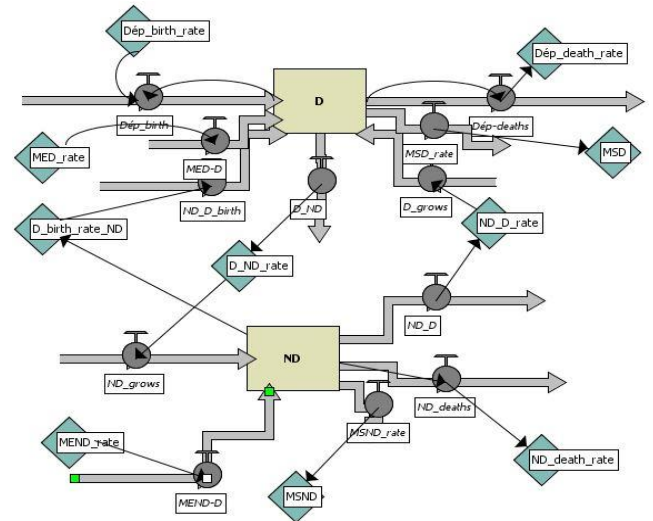 Dép_birth_rate
Dép_death_rate
D
Dép_birth
Dép-deaths
MED_rate
MED-D
MSD_rate
MSD
ND_D_birth
D_ND
D_grows
D_birth_rate_ND
ND_D_rate
D_ND_rate
ND_D
ND
ND_grows
ND_deaths
MSND_rate
MEND_rate
ND_death_rate
MEND-D
MSND